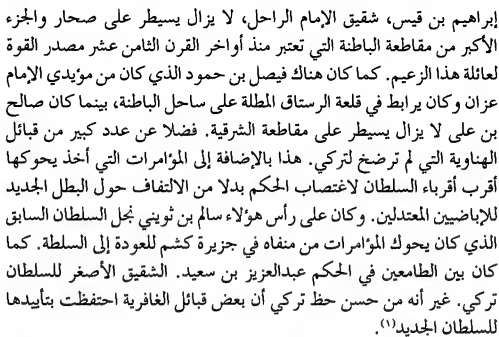 إبراهيم بن قيس، شقيق الإمام الراحل، لا يزال يسيطر على صحار والجزء
الأكبر من مقاطعة الباطنة التي تعتبر منذ أواخر القرن الثامن عشر مصدر القوة
لعائلة هذا الزعيم. كما كان هناك فيصل بن حمود الذي كان من مؤيدي الإمام
عزان وكان يرابط في قلعة الرستاق المطلة على ساحل الباطنة، بينما كان صالح
بن على لا يزال يسيطر على مقاطعة الشرقية. فضلا عن عدد كبير من قبائل
الهناوية التي لم ترضخ لتركي. هذا بالإضافة إلى المؤامرات التي أخذ يحوكها
أقرب أقرباء السلطان لاغتصاب الحكم بدلا من الالتفاف حول البطل الجديد
للإباضيين المعتدلين. وكان على رأس هؤلاء سالم بن ثويني نجل السلطان السابق
الذي كان يحوك المؤامرات من منفاه في جزيرة كشم للعودة إلى السلطة. كما
كان بين الطامعين في الحكم عبدالعزيز بن سعيد. الشقيق الأصغر للسلطان
تركي. غير أنه من حسن حظ تركي أن بعض قبائل الغافرية احتفظت بتأييدها
للسلطان الجديد(١).